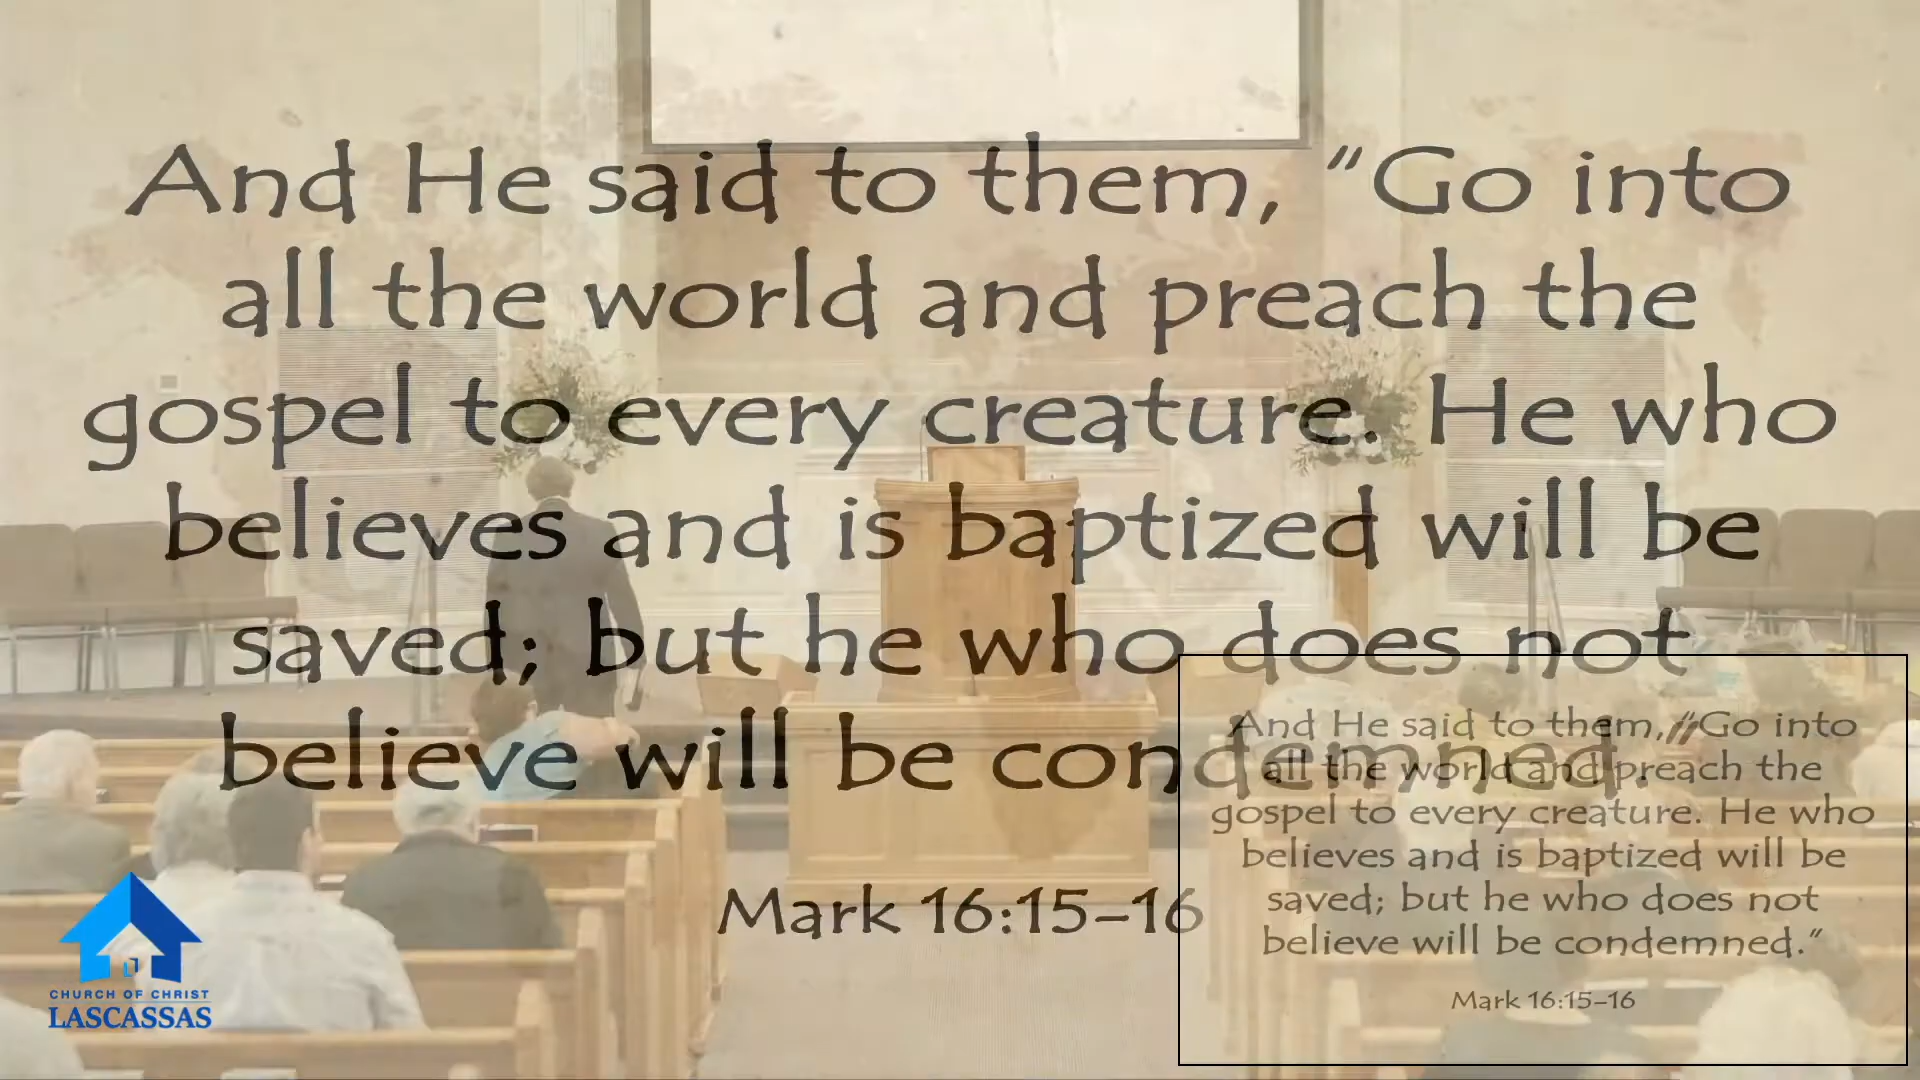 And He said to them, “Go into
all the world and preach the
gospel to every creature. He who
believes and is baptized will be
saved; but he who does not
believe will be condemned.”
Mark 16:15–16
And He said to them, “Go into
all the world and preach the
gospel to every creature. He who
believes and is baptized will be
saved; but he who does not
believe will be condemned.”
Mark 16:15–16
CHURCH OF CHRIST
LASCASSAS